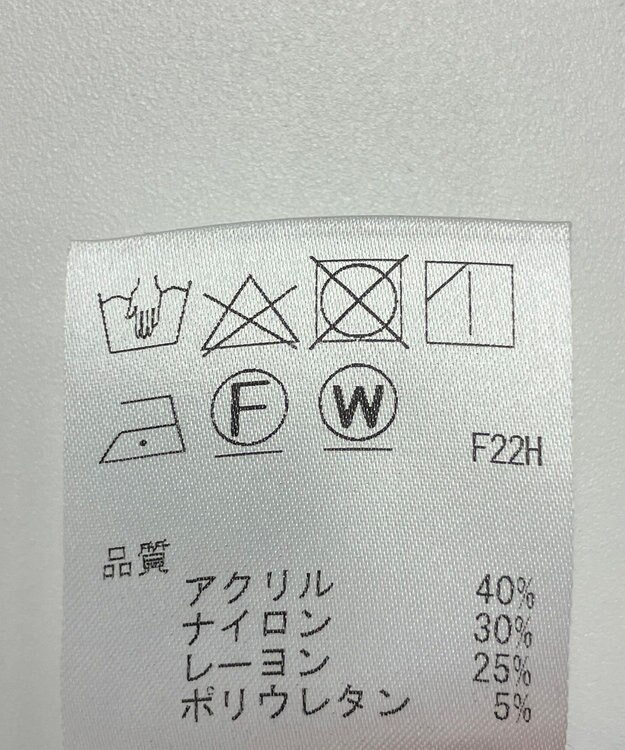 F W F22H
品質
アクリル 40%
ナイロン 30%
レーヨン 25%
ポリウレタン 5%